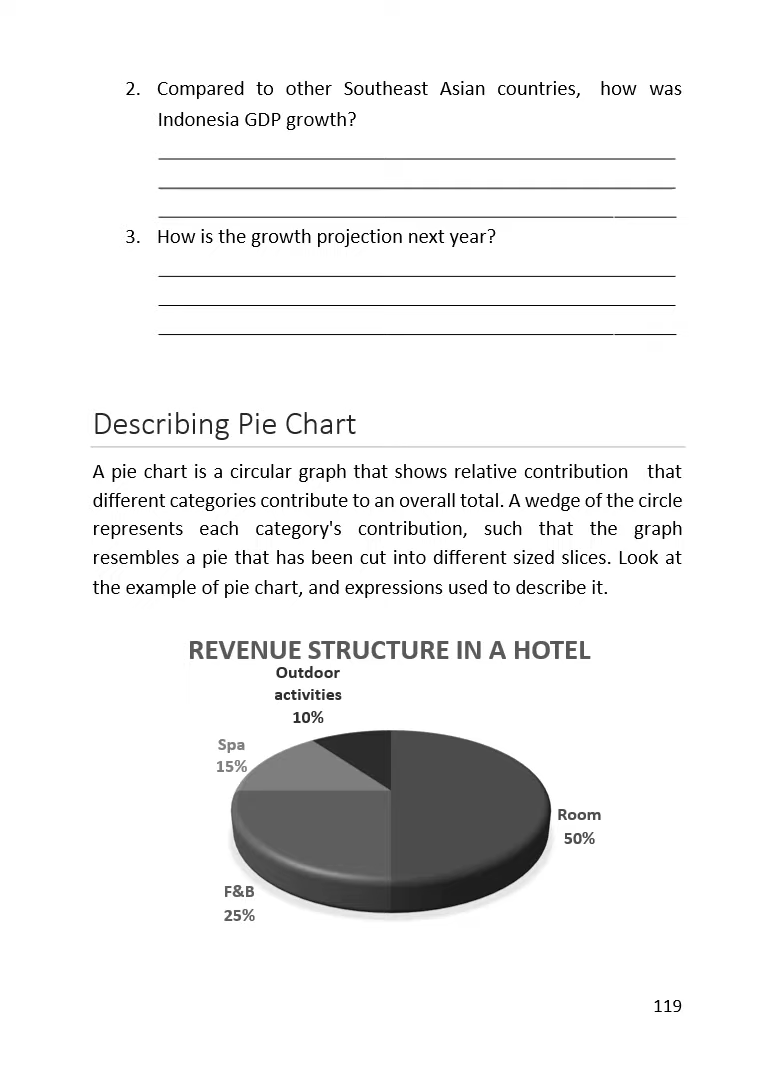 2. Compared to other Southeast Asian countries, how was
Indonesia GDP growth?
3. How is the growth projection next year?
Describing Pie Chart
A pie chart is a circular graph that shows relative contribution that
different categories contribute to an overall total. A wedge of the circle
represents each category's contribution, such that the graph
resembles a pie that has been cut into different sized slices. Look at
the example of pie chart, and expressions used to describe it.
REVENUE STRUCTURE IN A HOTEL
Outdoor
activities
10%
Spa
15%
Room
50%
F&B
25%
119